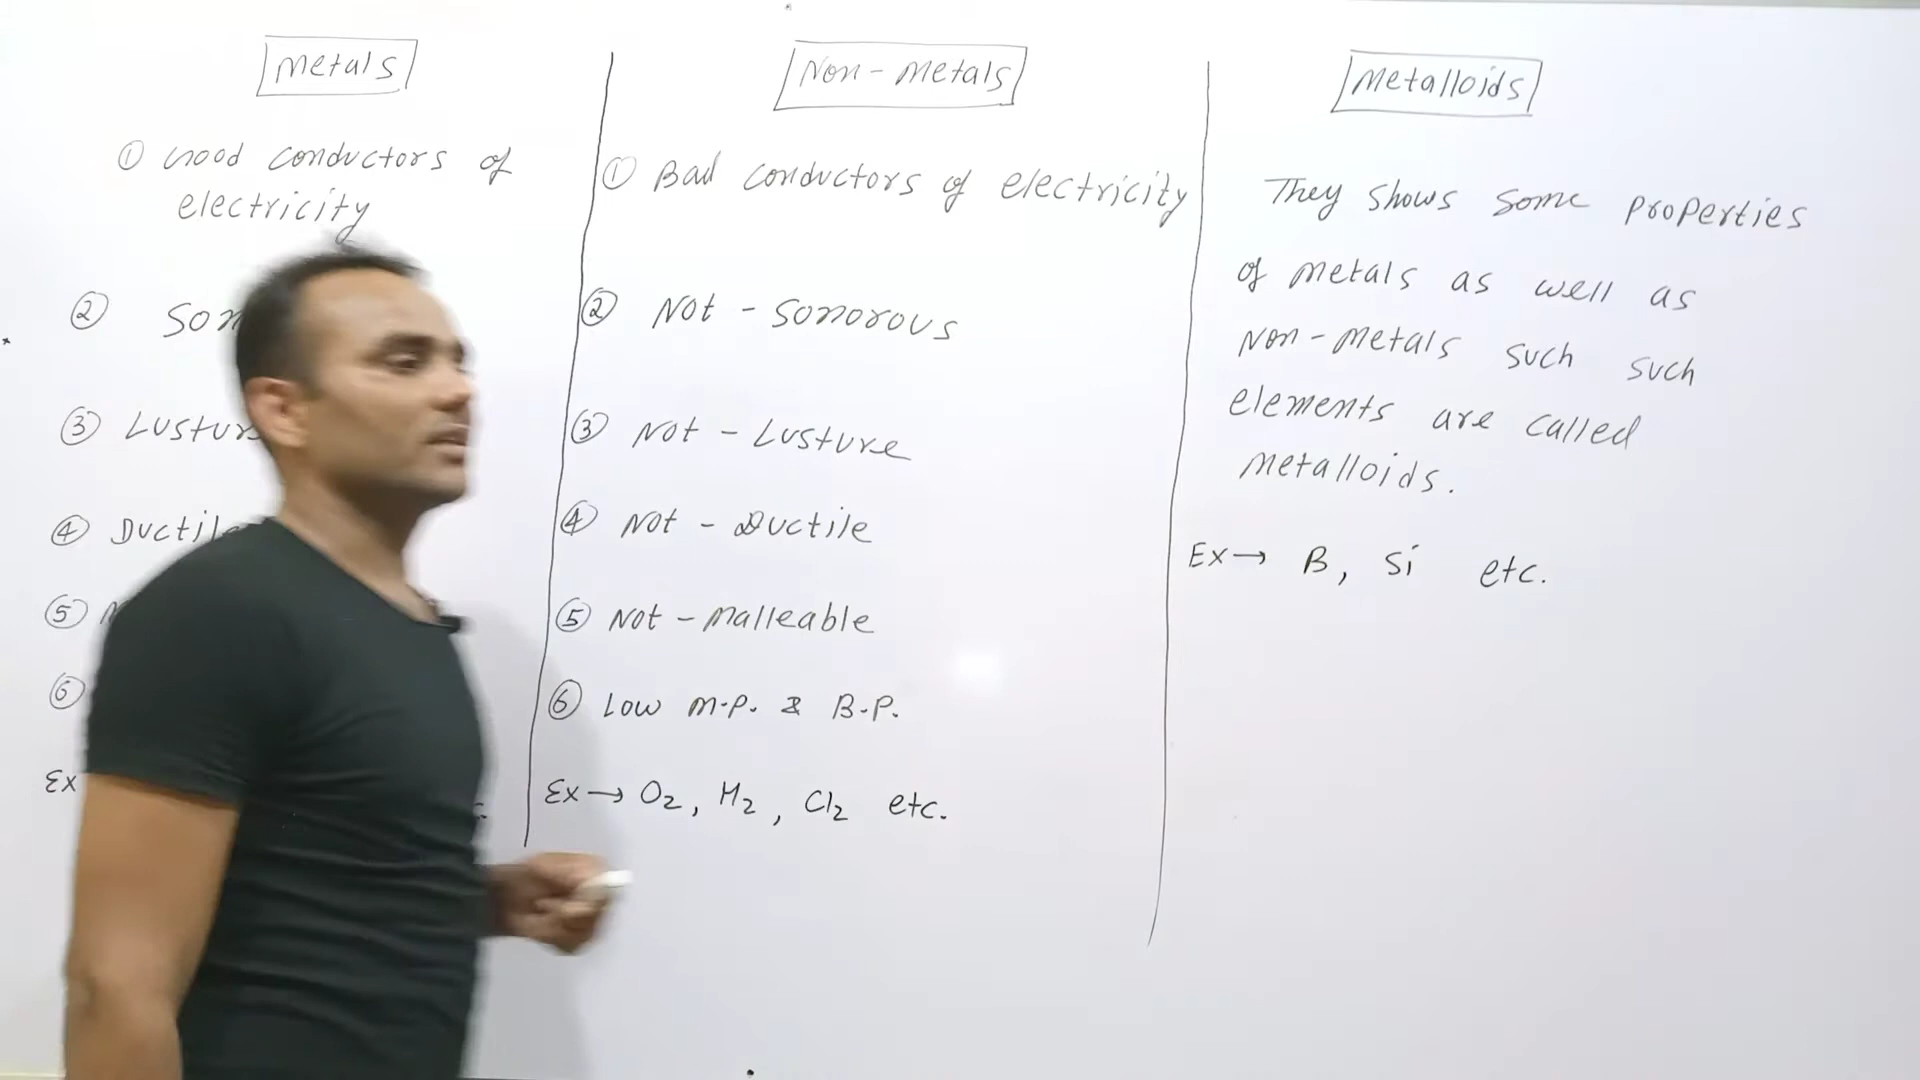 Metals
① Good conductors of
electricity
②
③
④
⑤
⑥
Ex
Non-Metals
① Bad conductors of electricity
② Not - Sonorous
③ Not - Lusture
④ Not - Ductile
⑤ Not - Malleable
⑥ Low M.P. & B.P.
Ex → O2, H2, Cl2 etc.
Metalloids
They shows some properties
of metals as well as
Non-Metals such such
elements are called
metalloids.
Ex → B, Si etc.